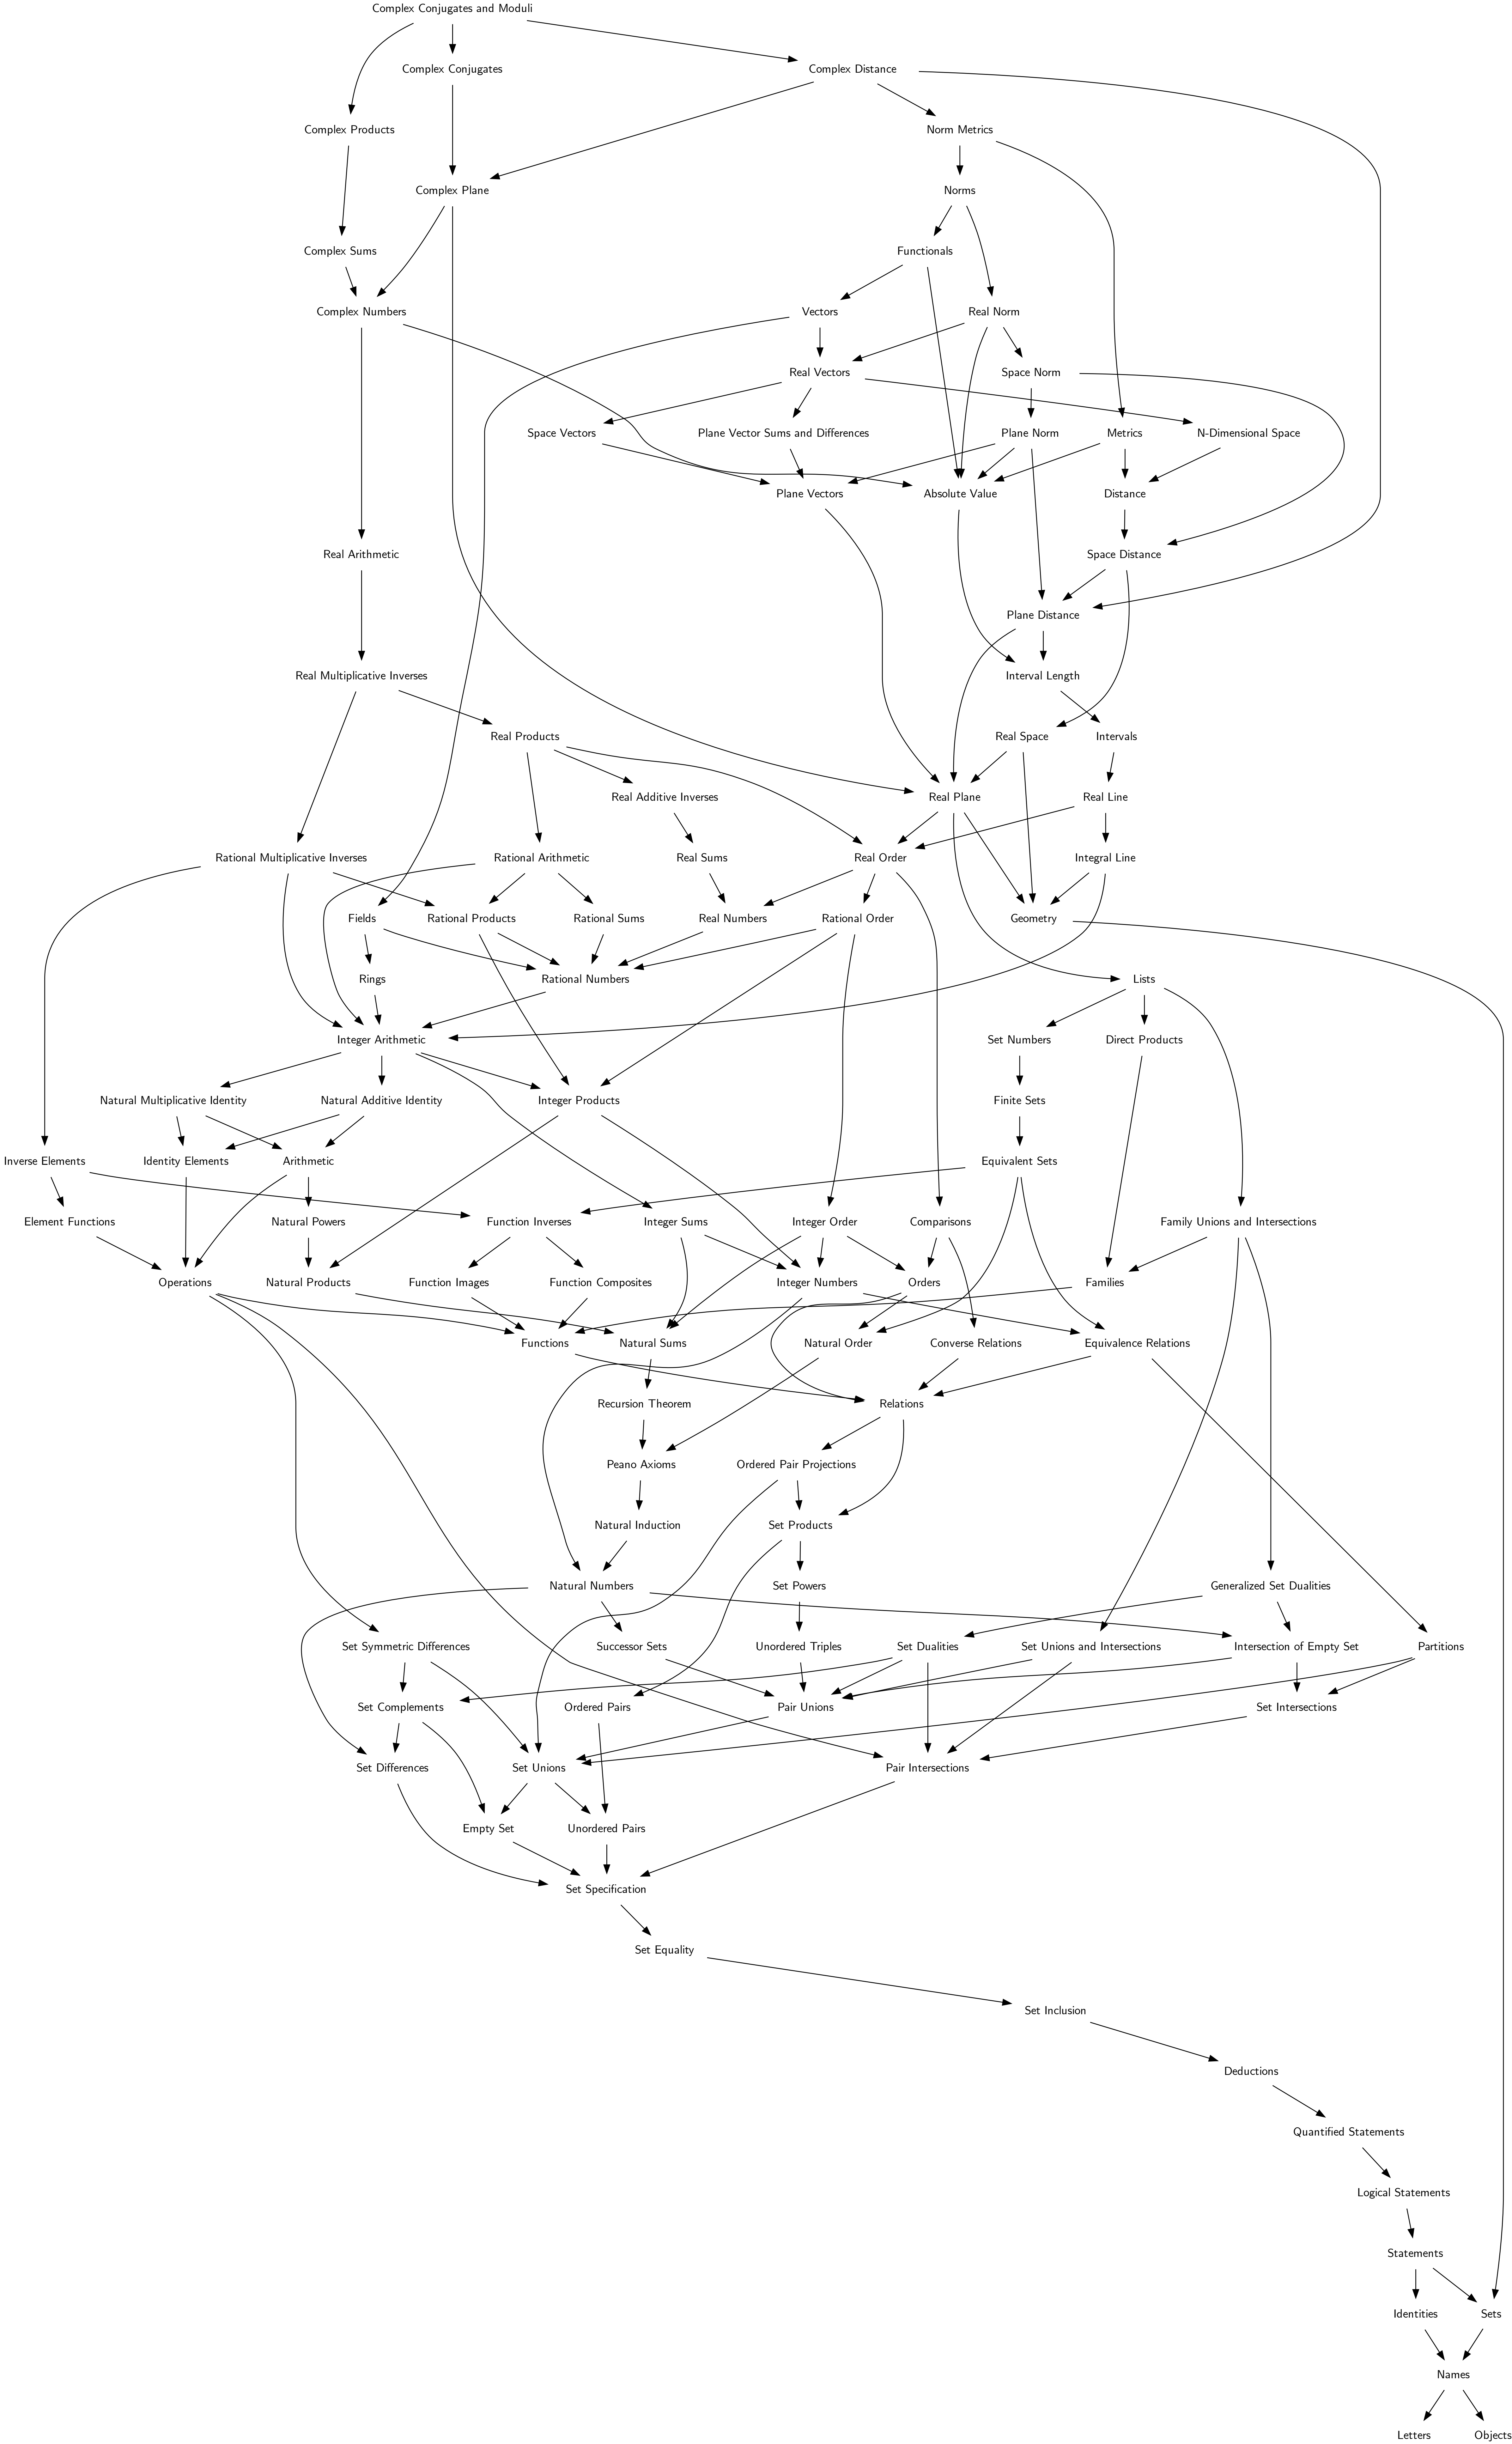 Complex Conjugates and Moduli
Complex Conjugates
Complex Distance
Complex Products
Norm Metrics
Complex Plane
Norms
Complex Sums
Functionals
Complex Numbers
Vectors
Real Norm
Real Vectors
Space Norm
Space Vectors
Plane Vector Sums and Differences
Plane Norm
Metrics
N-Dimensional Space
Plane Vectors
Absolute Value
Distance
Real Arithmetic
Space Distance
Plane Distance
Real Multiplicative Inverses
Interval Length
Real Products
Real Space
Intervals
Real Additive Inverses
Real Plane
Real Line
Rational Multiplicative Inverses
Rational Arithmetic
Real Sums
Real Order
Integral Line
Fields
Rational Products
Rational Sums
Real Numbers
Rational Order
Geometry
Rings
Rational Numbers
Lists
Integer Arithmetic
Set Numbers
Direct Products
Natural Multiplicative Identity
Natural Additive Identity
Integer Products
Finite Sets
Inverse Elements
Identity Elements
Arithmetic
Equivalent Sets
Element Functions
Natural Powers
Function Inverses
Integer Sums
Integer Order
Comparisons
Family Unions and Intersections
Operations
Natural Products
Function Images
Function Composites
Integer Numbers
Orders
Families
Functions
Natural Sums
Natural Order
Converse Relations
Equivalence Relations
Recursion Theorem
Relations
Peano Axioms
Ordered Pair Projections
Natural Induction
Set Products
Natural Numbers
Set Powers
Generalized Set Dualities
Set Symmetric Differences
Successor Sets
Unordered Triples
Set Dualities
Set Unions and Intersections
Intersection of Empty Set
Partitions
Set Complements
Ordered Pairs
Pair Unions
Set Intersections
Set Differences
Set Unions
Pair Intersections
Empty Set
Unordered Pairs
Set Specification
Set Equality
Set Inclusion
Deductions
Quantified Statements
Logical Statements
Statements
Identities
Sets
Names
Letters
Objects